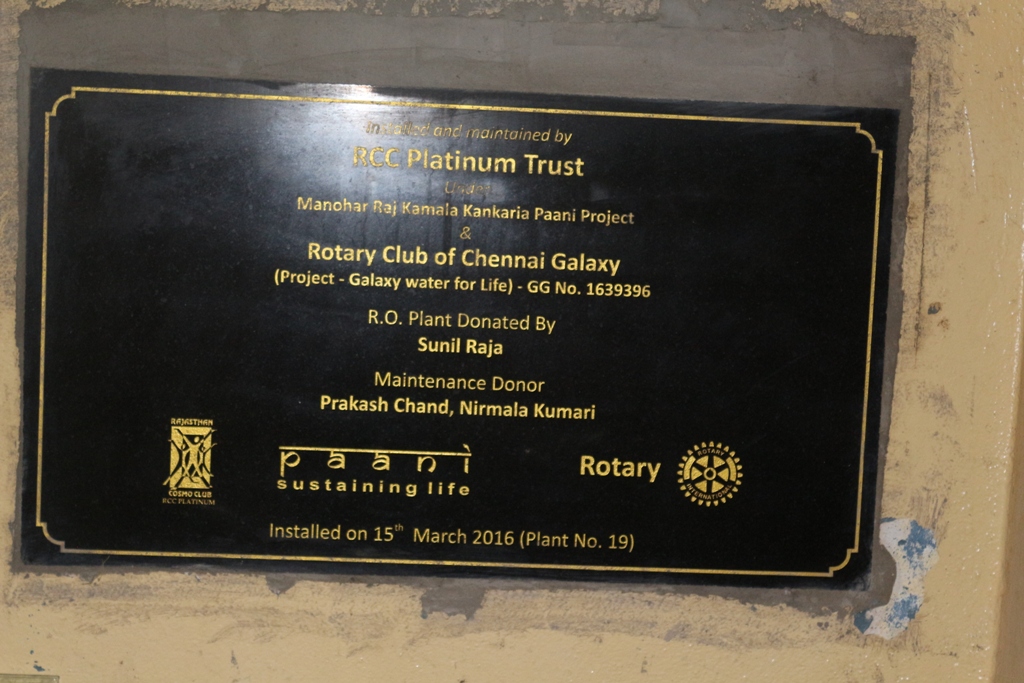 Installed and maintained by
RCC Platinum Trust
Under
Manohar Raj Kamala Kankaria Paani Project
&
Rotary Club of Chennai Galaxy
(Project - Galaxy water for Life) - GG No. 1639396
R.O. Plant Donated By
Sunil Raja
Maintenance Donor
Prakash Chand, Nirmala Kumari
RAJASTHAN
COSMO CLUB
RCC PLATINUM
paani
sustaining life
Rotary
ROTARY
INTERNATIONAL
Installed on 15th March 2016 (Plant No. 19)